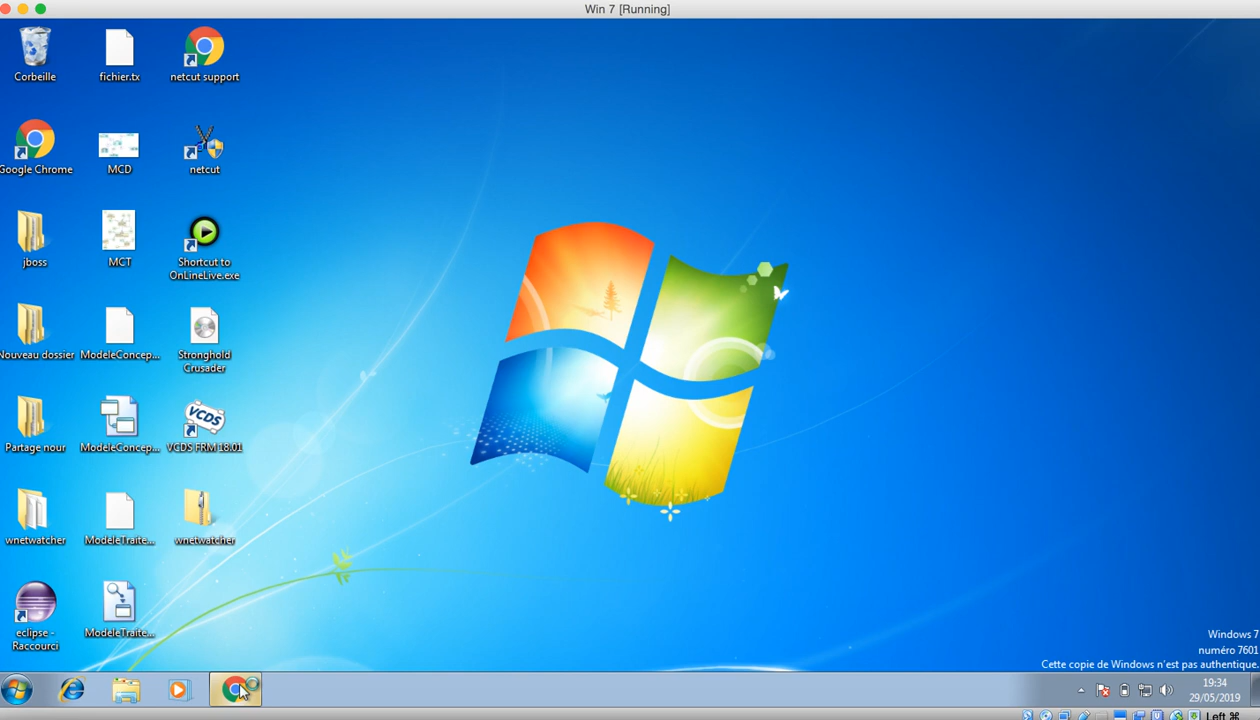 Win 7 [Running]
Corbeille
fichier.tx
netcut support
Google Chrome
MCD
netcut
jboss
MCT
Shortcut to
OnLineLive.exe
Nouveau dossier
ModeleConcep...
Stronghold
Crusader
Partage nour
ModeleConcep...
VCDS
VCDS FRM 18.01
wnetwatcher
ModeleTraite...
wnetwatcher
eclipse -
Raccourci
ModeleTraite...
Windows 7
numéro 7601
Cette copie de Windows n'est pas authentique.
19:34
29/05/2019
Left ⌘